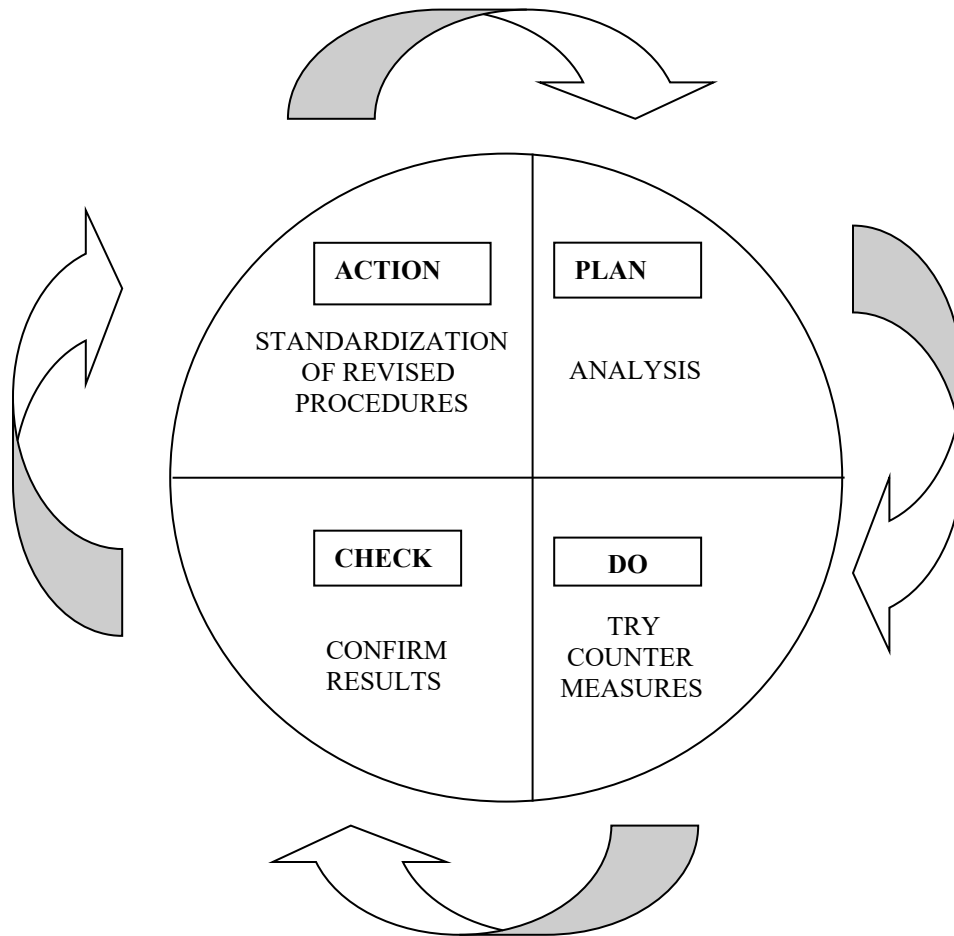 ACTION
STANDARDIZATION
OF REVISED
PROCEDURES
PLAN
ANALYSIS
CHECK
CONFIRM
RESULTS
DO
TRY
COUNTER
MEASURES